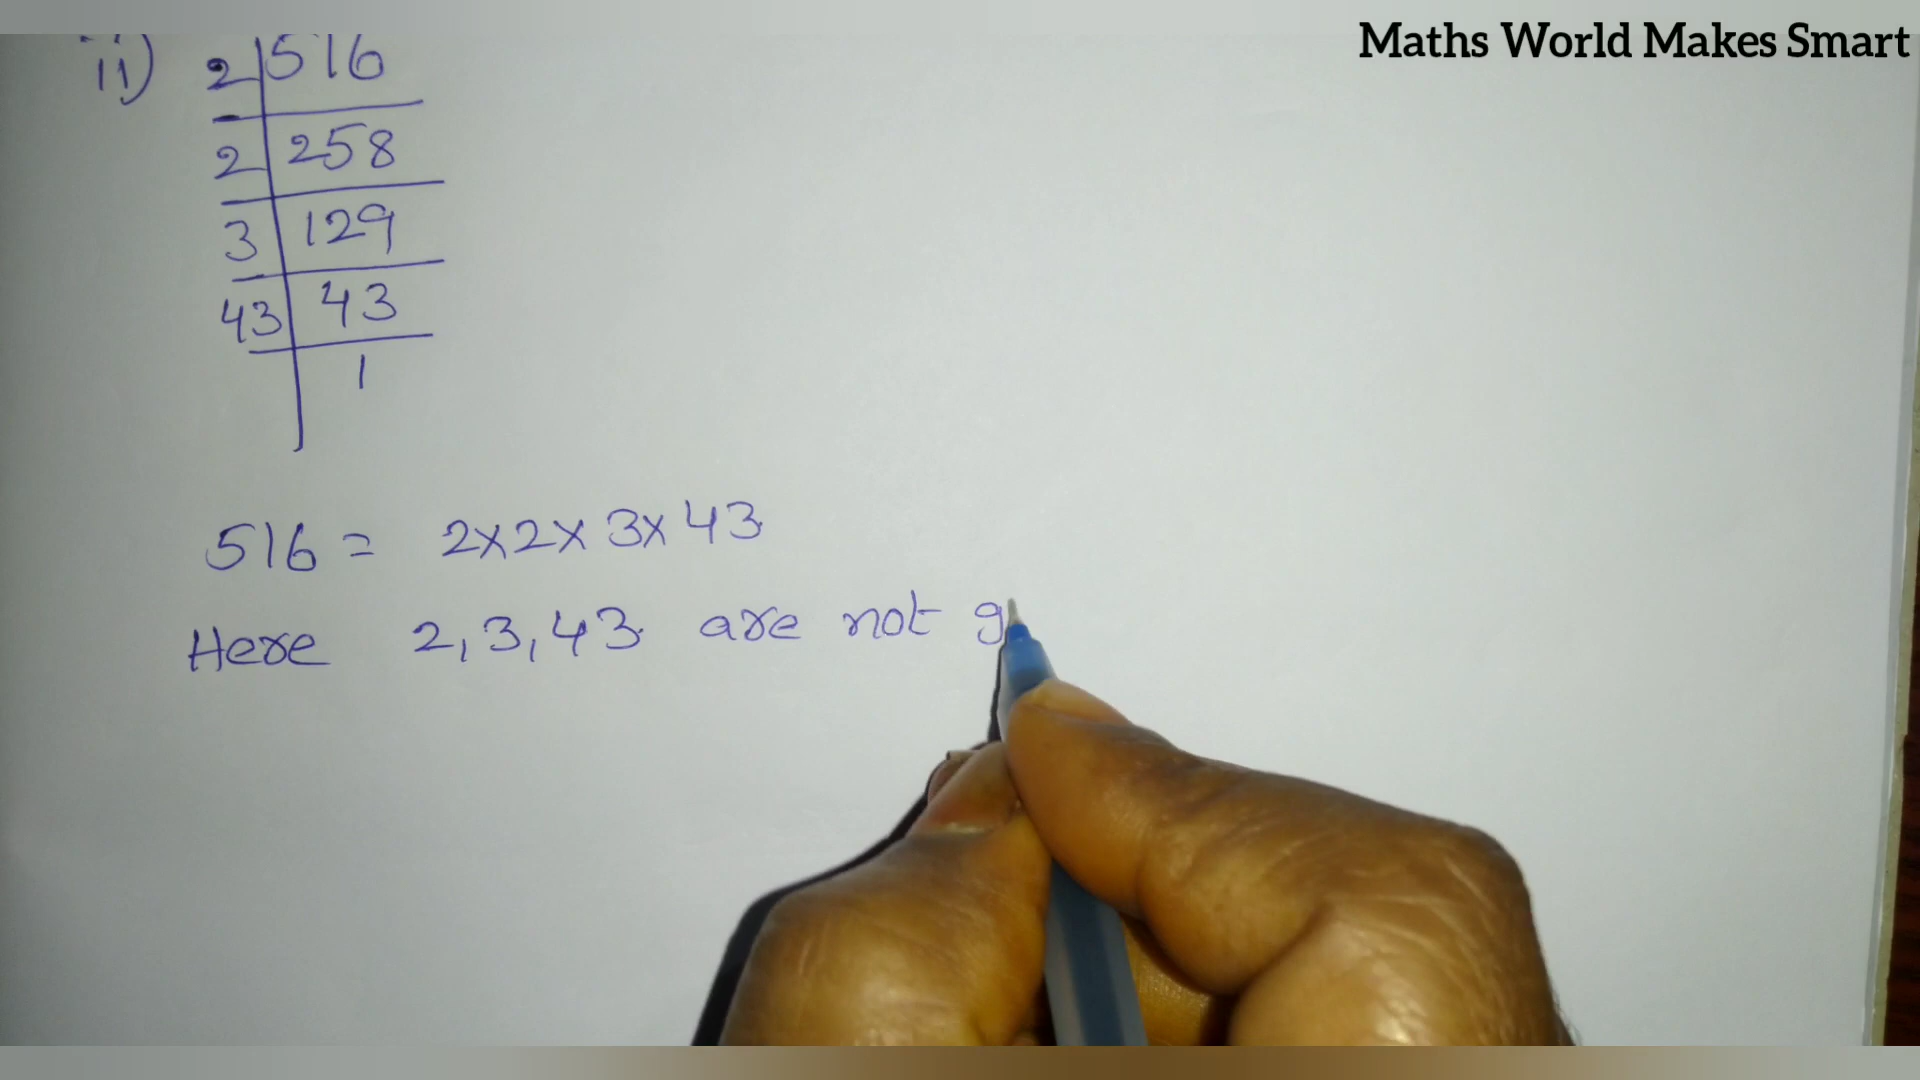 Maths World Makes Smart
ii) 2 516
2 258
3 129
43 43
1
516 = 2×2×3×43
Here 2,3,43 are not g